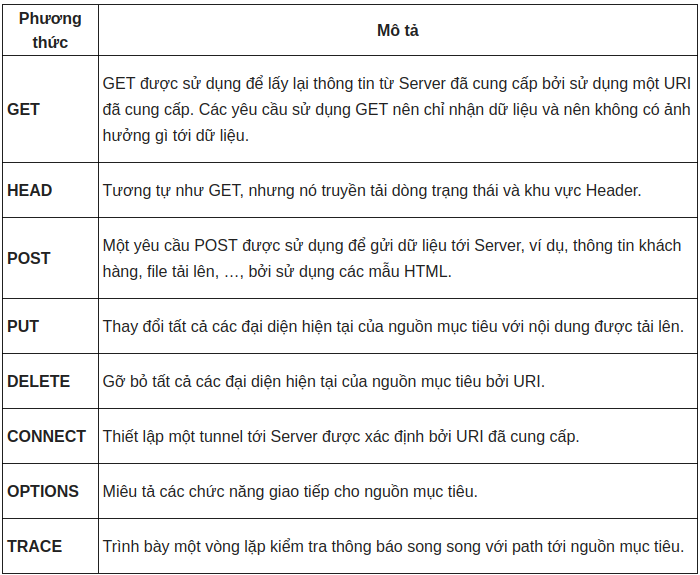 Phương
thức
Mô tả
GET
GET được sử dụng để lấy lại thông tin từ Server đã cung cấp bởi sử dụng một URI
đã cung cấp. Các yêu cầu sử dụng GET nên chỉ nhận dữ liệu và nên không có ảnh
hưởng gì tới dữ liệu.
HEAD
Tương tự như GET, nhưng nó truyền tải dòng trạng thái và khu vực Header.
POST
Một yêu cầu POST được sử dụng để gửi dữ liệu tới Server, ví dụ, thông tin khách
hàng, file tải lên, …, bởi sử dụng các mẫu HTML.
PUT
Thay đổi tất cả các đại diện hiện tại của nguồn mục tiêu với nội dung được tải lên.
DELETE
Gỡ bỏ tất cả các đại diện hiện tại của nguồn mục tiêu bởi URI.
CONNECT
Thiết lập một tunnel tới Server được xác định bởi URI đã cung cấp.
OPTIONS
Miêu tả các chức năng giao tiếp cho nguồn mục tiêu.
TRACE
Trình bày một vòng lặp kiểm tra thông báo song song với path tới nguồn mục tiêu.